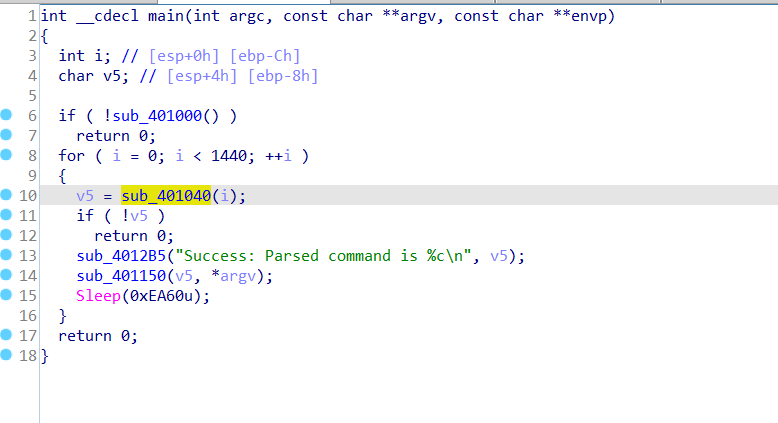 1 int __cdecl main(int argc, const char **argv, const char **envp)
2 {
3   int i; // [esp+0h] [ebp-Ch]
4   char v5; // [esp+4h] [ebp-8h]
5
6   if ( !sub_401000() )
7     return 0;
8   for ( i = 0; i < 1440; ++i )
9   {
10     v5 = sub_401040(i);
11     if ( !v5 )
12       return 0;
13     sub_4012B5("Success: Parsed command is %c\n", v5);
14     sub_401150(v5, *argv);
15     Sleep(0xEA60u);
16   }
17   return 0;
18 }